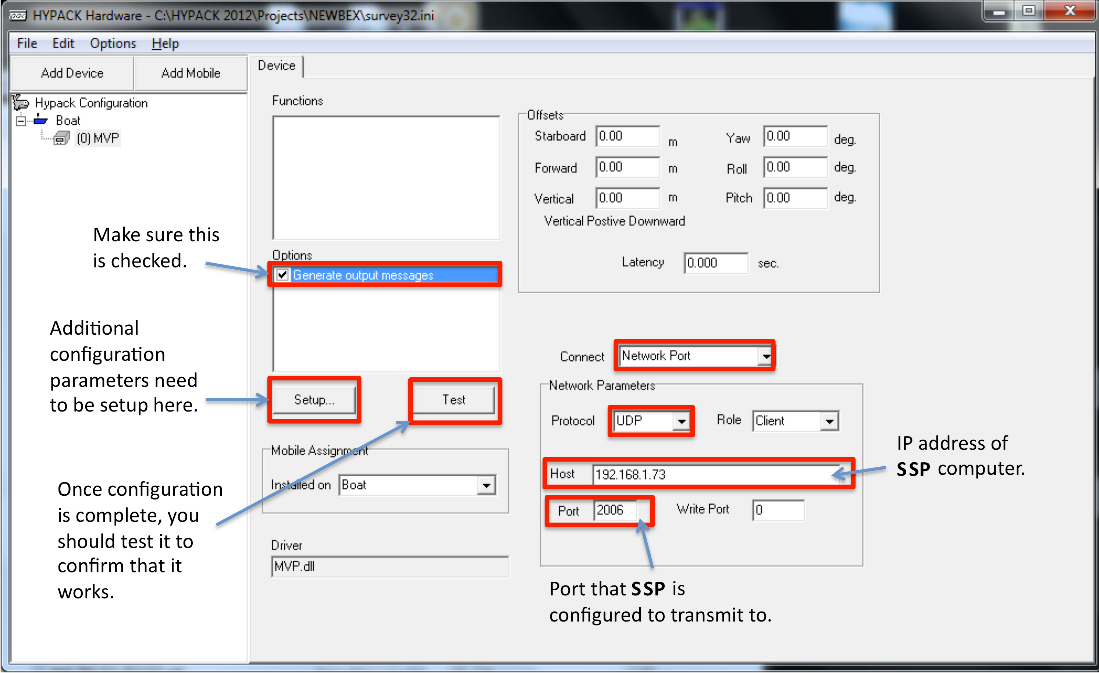 HYPACK Hardware - C:\HYPACK 2012\Projects\NEWBEX\survey32.ini
File Edit Options Help
Add Device Add Mobile
Hypack Configuration
Boat
(0) MVP
Device
Functions
Offsets
Starboard 0.00 m Yaw 0.00 deg.
Forward 0.00 m Roll 0.00 deg.
Vertical 0.00 m Pitch 0.00 deg.
Vertical Postive Downward
Latency 0.000 sec.
Make sure this
is checked.
Options
Generate output messages
Additional
configuration
parameters need
to be setup here.
Setup... Test
Connect Network Port
Network Parameters
Protocol UDP Role Client
Host 192.168.1.73
Port 2006 Write Port 0
IP address of
SSP computer.
Mobile Assignment
Installed on Boat
Once configuration
is complete, you
should test it to
confirm that it
works.
Driver
MVP.dll
Port that SSP is
configured to transmit to.